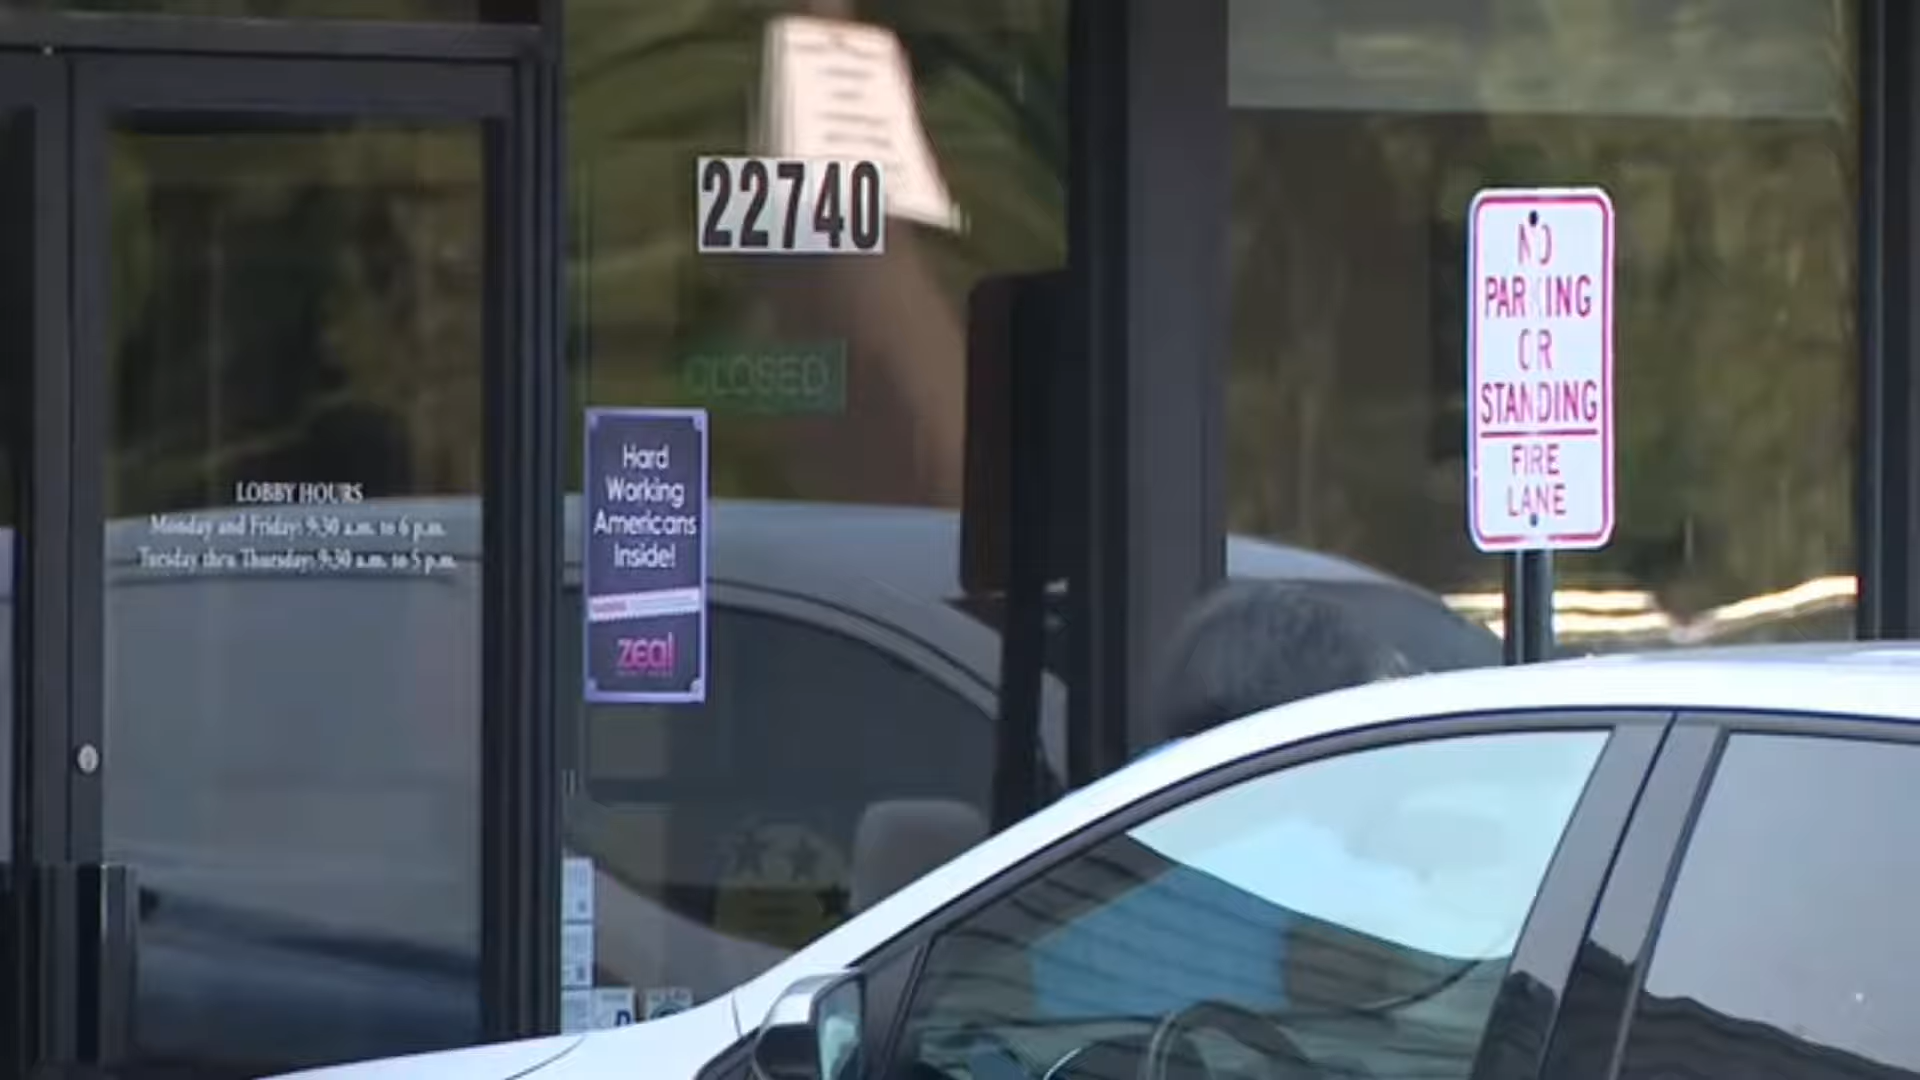 22740
CLOSED
Hard
Working
Americans
Inside!
zeal
LOBBY HOURS
Monday and Friday: 9:30 a.m. to 6 p.m.
Tuesday thru Thursday: 9:30 a.m. to 5 p.m.
NO
PARKING
OR
STANDING
FIRE
LANE